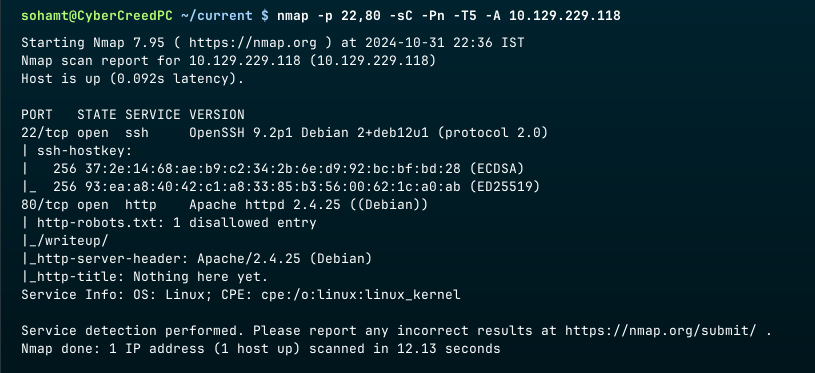 sohamt@CyberCreedPC ~/current $ nmap -p 22,80 -sC -Pn -T5 -A 10.129.229.118
Starting Nmap 7.95 ( https://nmap.org ) at 2024-10-31 22:36 IST
Nmap scan report for 10.129.229.118 (10.129.229.118)
Host is up (0.092s latency).

PORT   STATE SERVICE VERSION
22/tcp open  ssh     OpenSSH 9.2p1 Debian 2+deb12u1 (protocol 2.0)
| ssh-hostkey:
|   256 37:2e:14:68:ae:b9:c2:34:2b:6e:d9:92:bc:bf:bd:28 (ECDSA)
|_  256 93:ea:a8:40:42:c1:a8:33:85:b3:56:00:62:1c:a0:ab (ED25519)
80/tcp open  http    Apache httpd 2.4.25 ((Debian))
| http-robots.txt: 1 disallowed entry
|_/writeup/
|_http-server-header: Apache/2.4.25 (Debian)
|_http-title: Nothing here yet.
Service Info: OS: Linux; CPE: cpe:/o:linux:linux_kernel

Service detection performed. Please report any incorrect results at https://nmap.org/submit/ .
Nmap done: 1 IP address (1 host up) scanned in 12.13 seconds